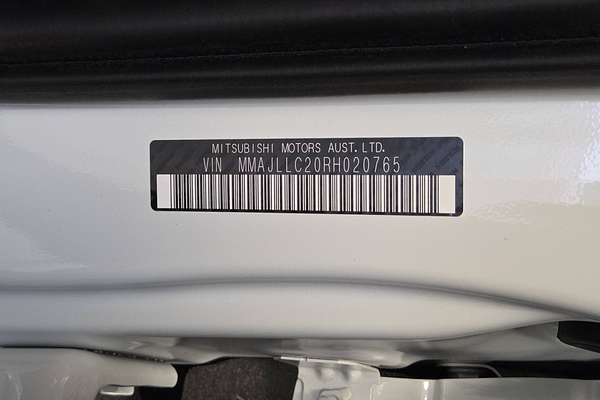 MITSUBISHI MOTORS AUST. LTD.
VIN MMAJLLC20RH020765